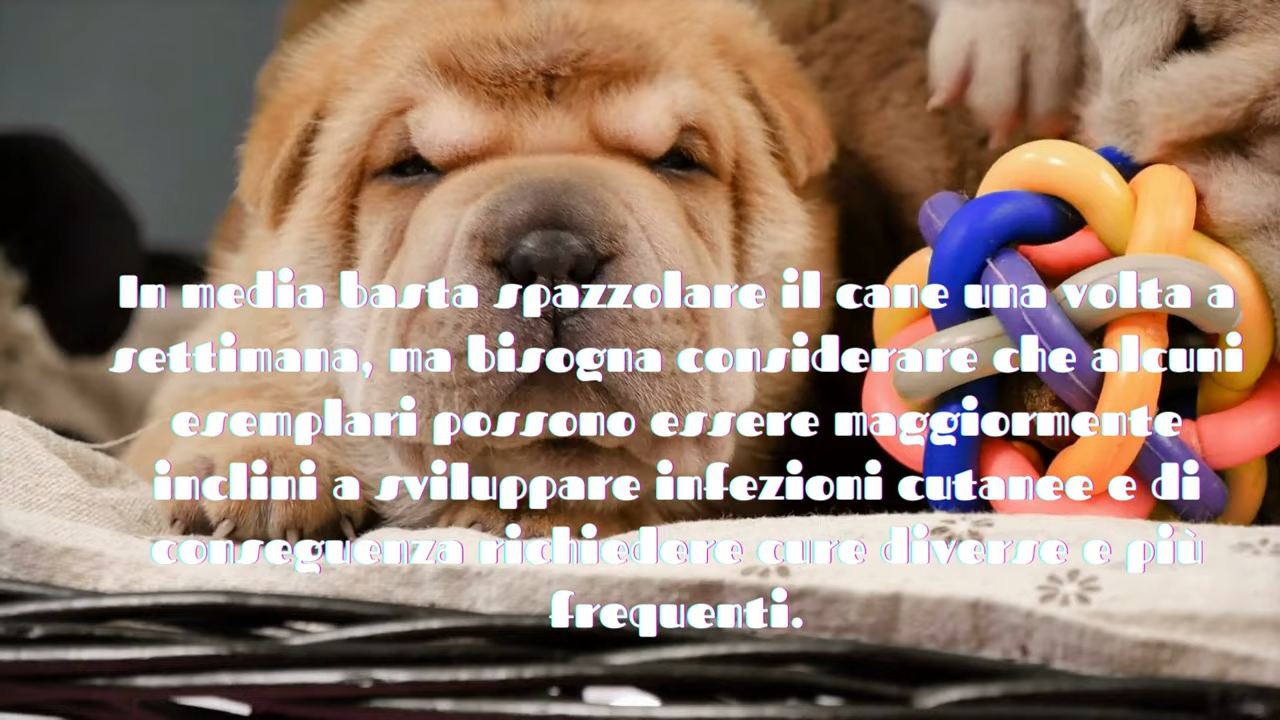 In media basta spazzolare il cane una volta a
settimana, ma bisogna considerare che alcuni
esemplari possono essere maggiormente
inclini a sviluppare infezioni cutanee e di
conseguenza richiedere cure diverse e più
frequenti.